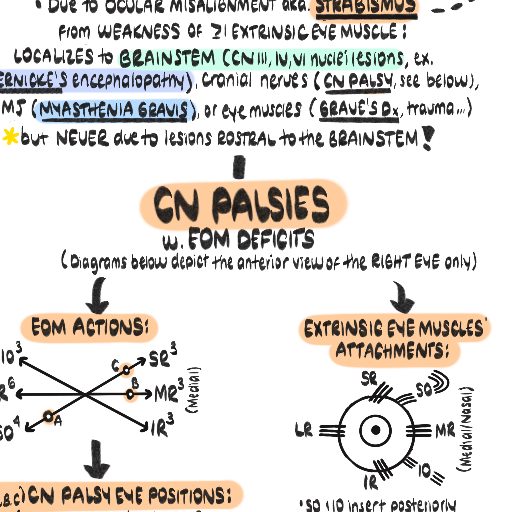 • DUE to OCULAR MISALIGNMENT aka. STRABISMUS
from WEAKNESS OF ≥1 EXTRINSIC EYE MUSCLE:
LOCALIZES to BRAINSTEM (CN III, IV, VI nuclei lesions, ex.
ERNICKE'S encephalopathy), cranial nerves (CN PALSY, see below),
MJ (MYASTHENIA GRAVIS), or eye muscles (GRAVE'S Dx, trauma...)
*but NEVER due to lesions ROSTRAL to the BRAINSTEM!
CN PALSIES
w. EOM DEFICITS
(Diagrams below depict the anterior view of the RIGHT EYE only)
EOM ACTIONS:
EXTRINSIC EYE MUSCLES'
ATTACHMENTS:
IO³
C
SR³
R⁶
B
MR³
(Medial)
SO⁴
A
IR³
SR
SO
LR
MR
(Medial/Nasal)
IR
IO
&C) CN PALSY EYE POSITIONS:
•SO & IO insert posteriorly